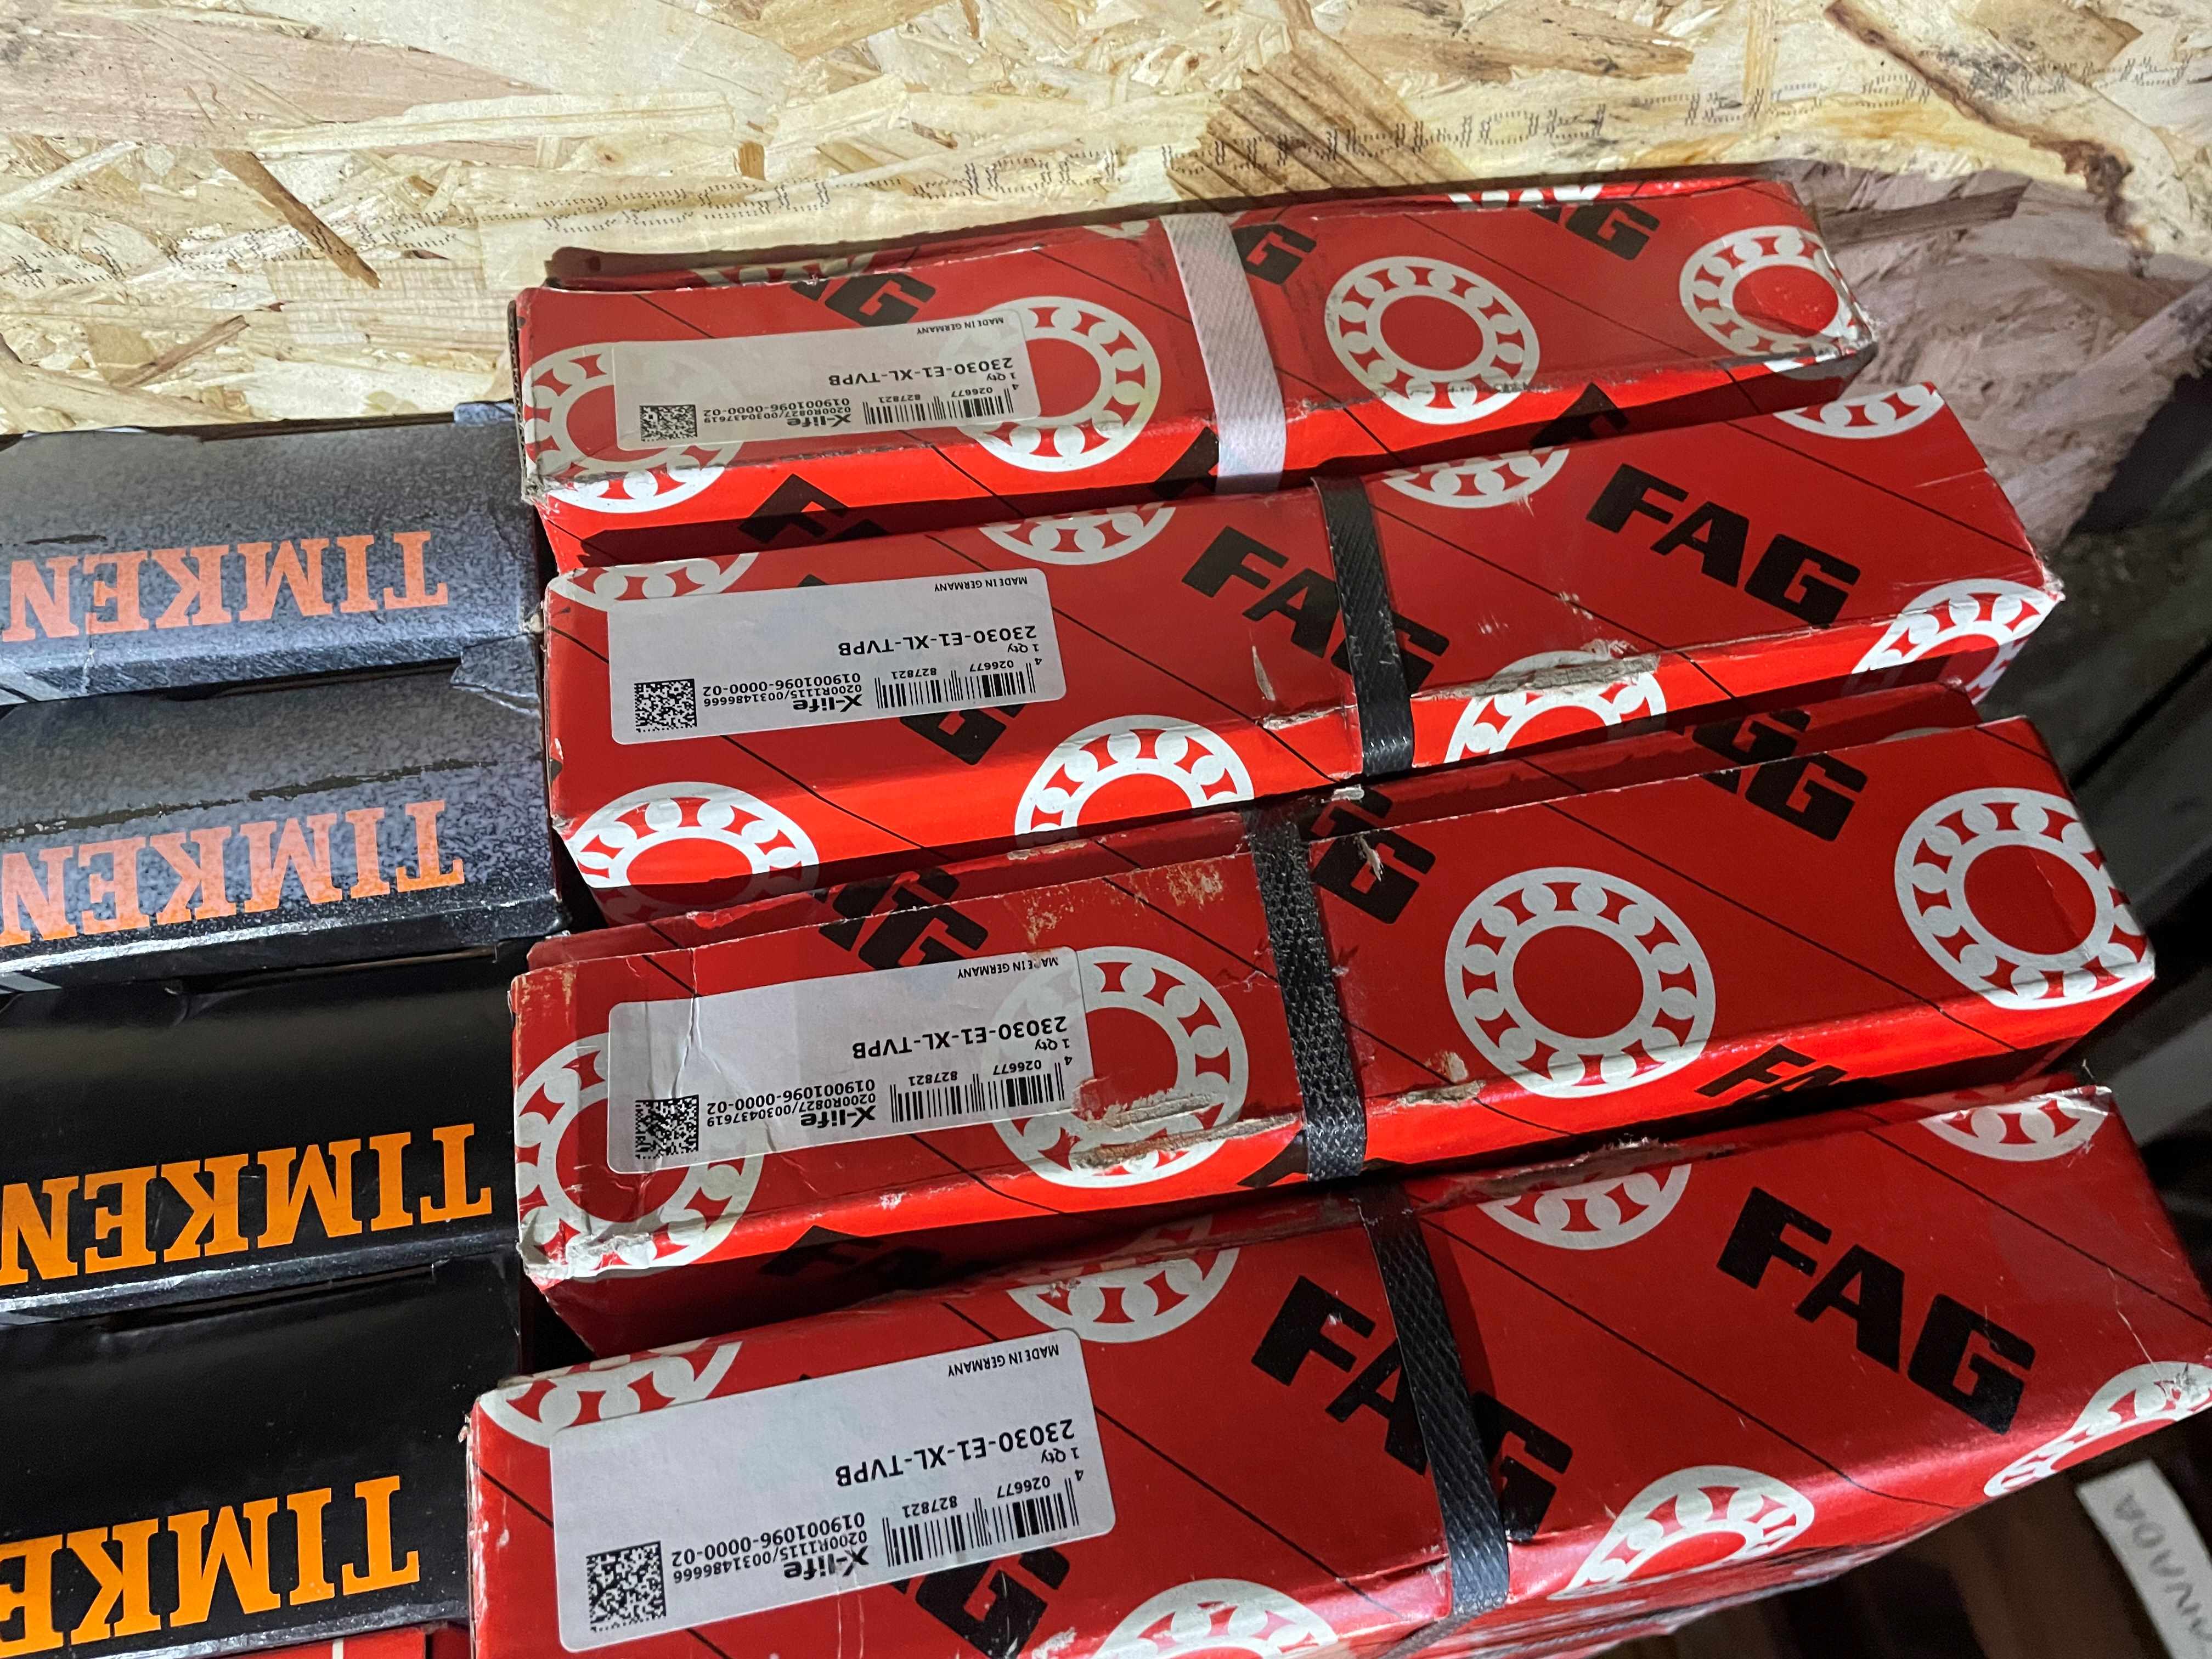 TIMKEN
TIMKEN
TIMKEN
TIMKE
FAG
MADE IN GERMANY
23030-E1-XL-TVPB
1 Qty
4 026677 827821
X-life
0200R0827/0030437619
019001096-0000-02
FAG
FAG
MADE IN GERMANY
23030-E1-XL-TVPB
1 Qty
4 026677 827821
X-life
0200R1115/0031486666
019001096-0000-02
MADE IN GERMANY
23030-E1-XL-TVPB
1 Qty
4 026677 827821
X-life
0200R0827/0030437619
019001096-0000-02
FAG
FAG
MADE IN GERMANY
23030-E1-XL-TVPB
1 Qty
4 026677 827821
X-life
0200R1115/0031486666
019001096-0000-02